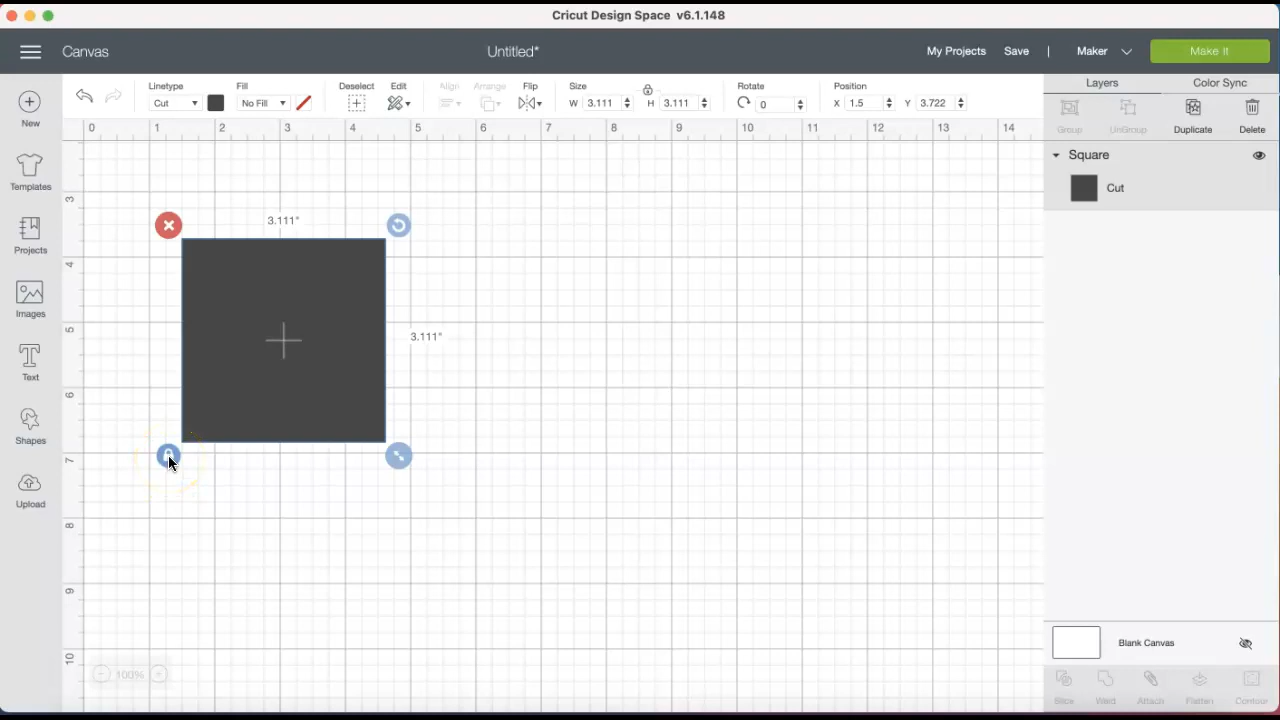 Cricut Design Space v6.1.148
Canvas
Untitled*
My Projects Save | Maker Make It
Linetype Fill Deselect Edit Align Arrange Flip Size Rotate Position
Cut No Fill W 3.111 H 3.111 0 X 1.5 Y 3.722
Layers Color Sync
Group UnGroup Duplicate Delete
0 1 2 3 4 5 6 7 8 9 10 11 12 13 14
New
Templates
Projects
Images
Text
Shapes
Upload
3
4
5
6
7
8
9
10
3.111"
3.111"
100%
Square
Cut
Blank Canvas
Slice Weld Attach Flatten Contour